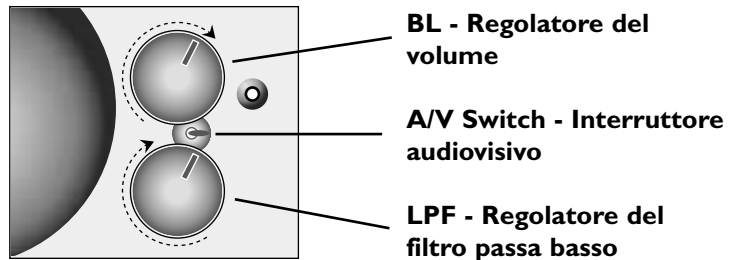 BL - Regolatore del
volume
A/V Switch - Interruttore
audiovisivo
LPF - Regolatore del
filtro passa basso